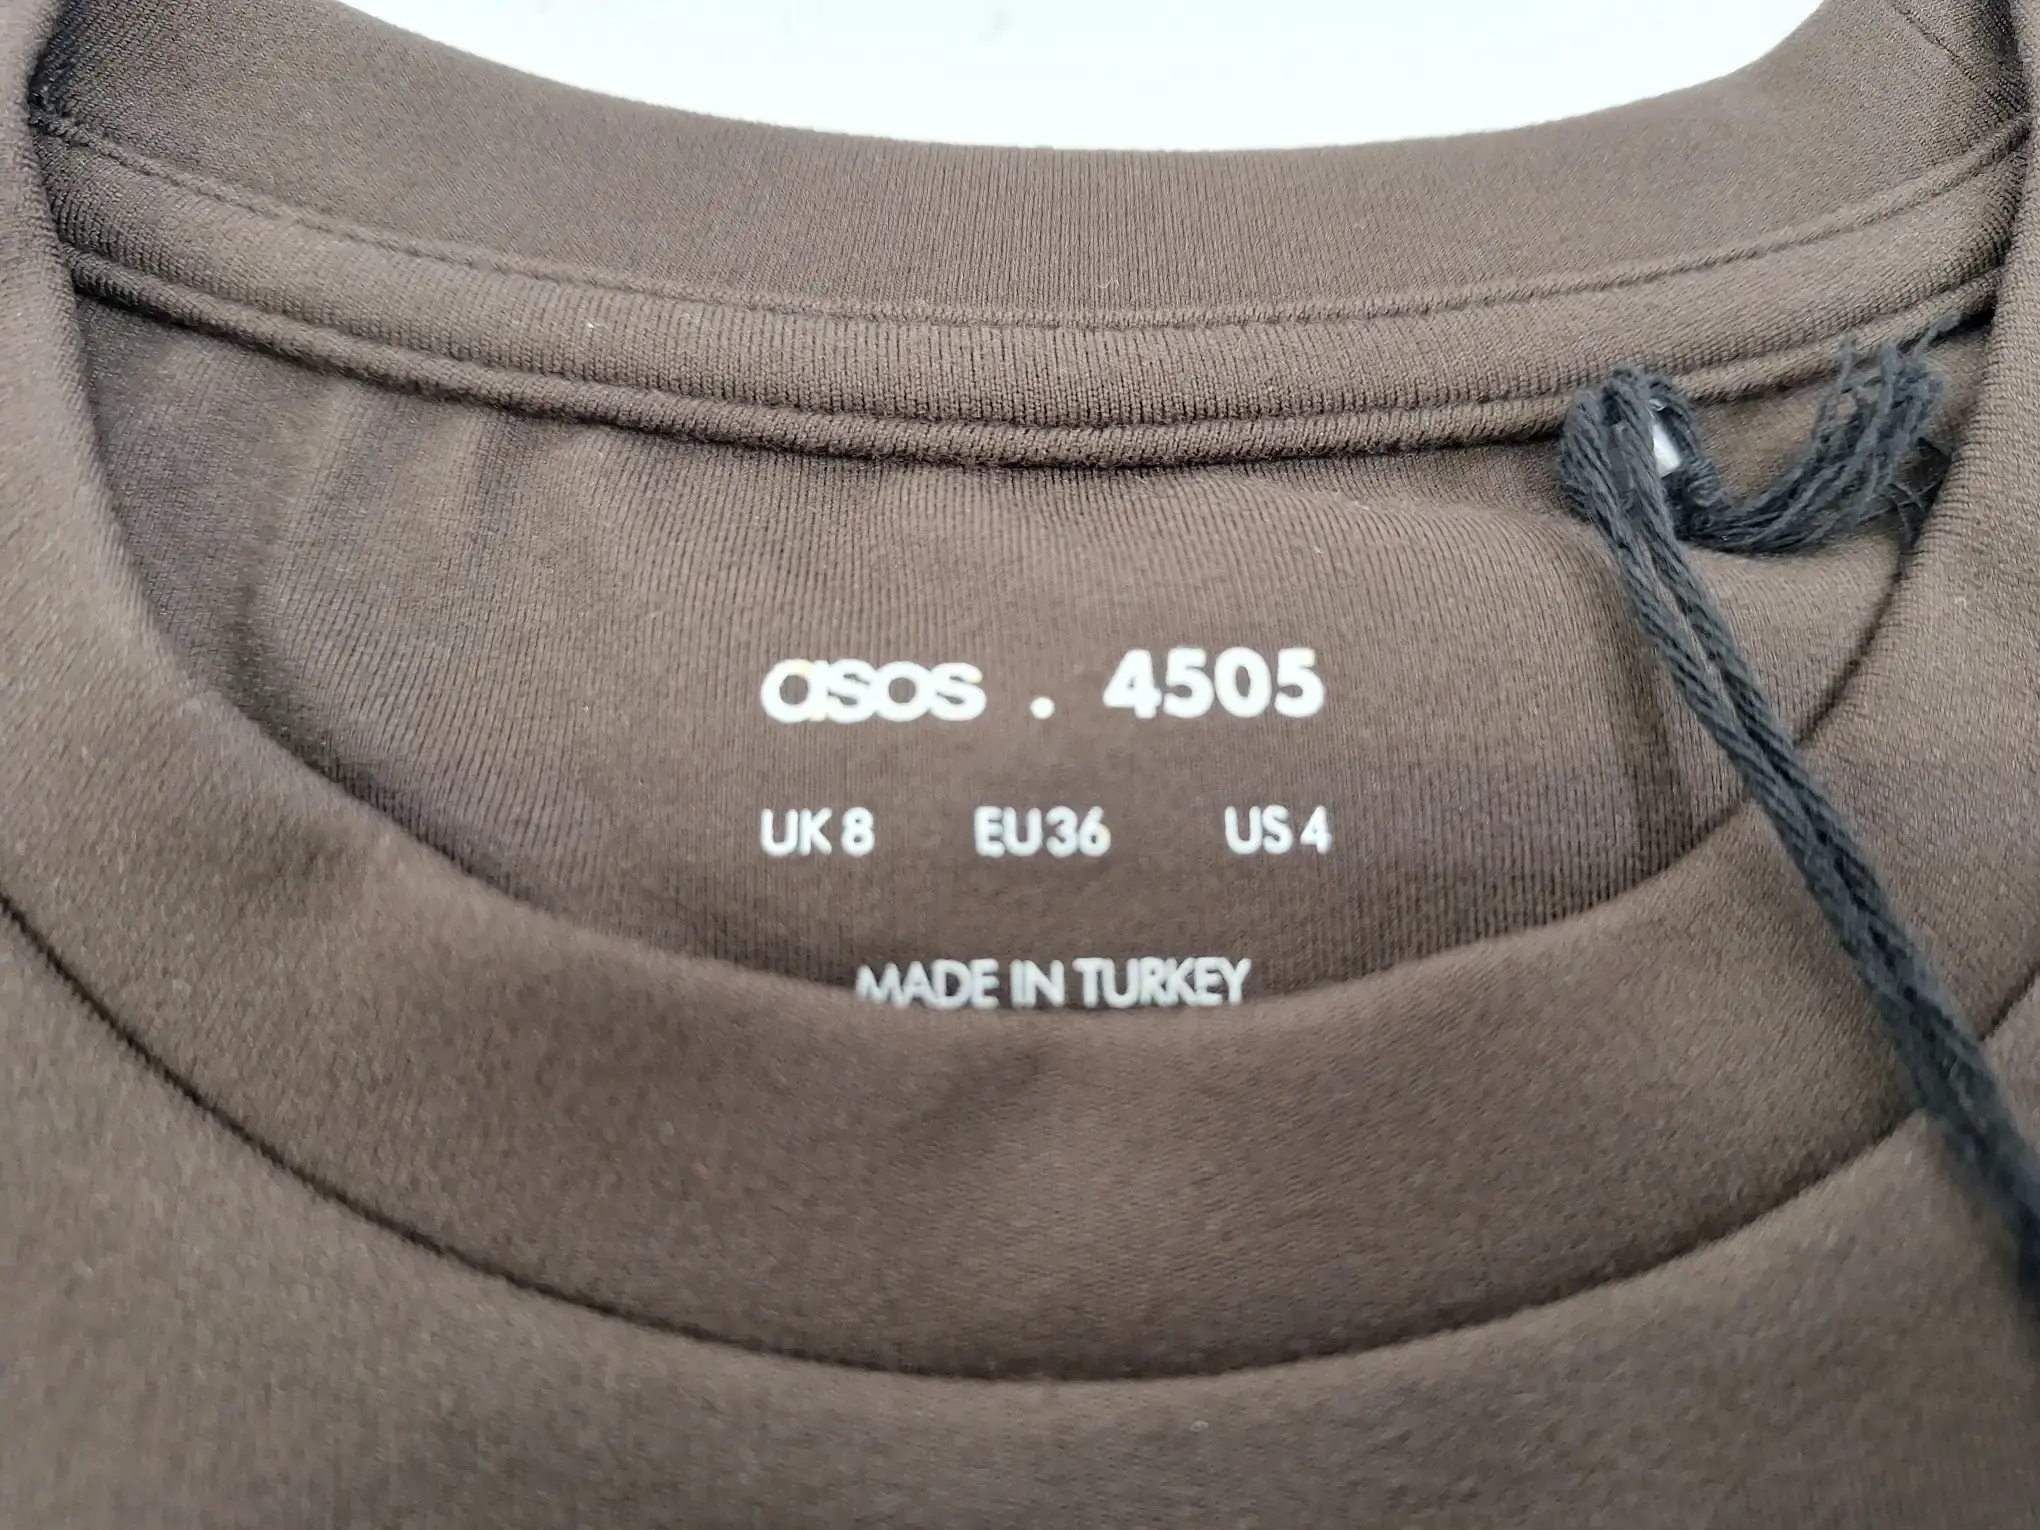 asos . 4505
UK 8 EU 36 US 4
MADE IN TURKEY